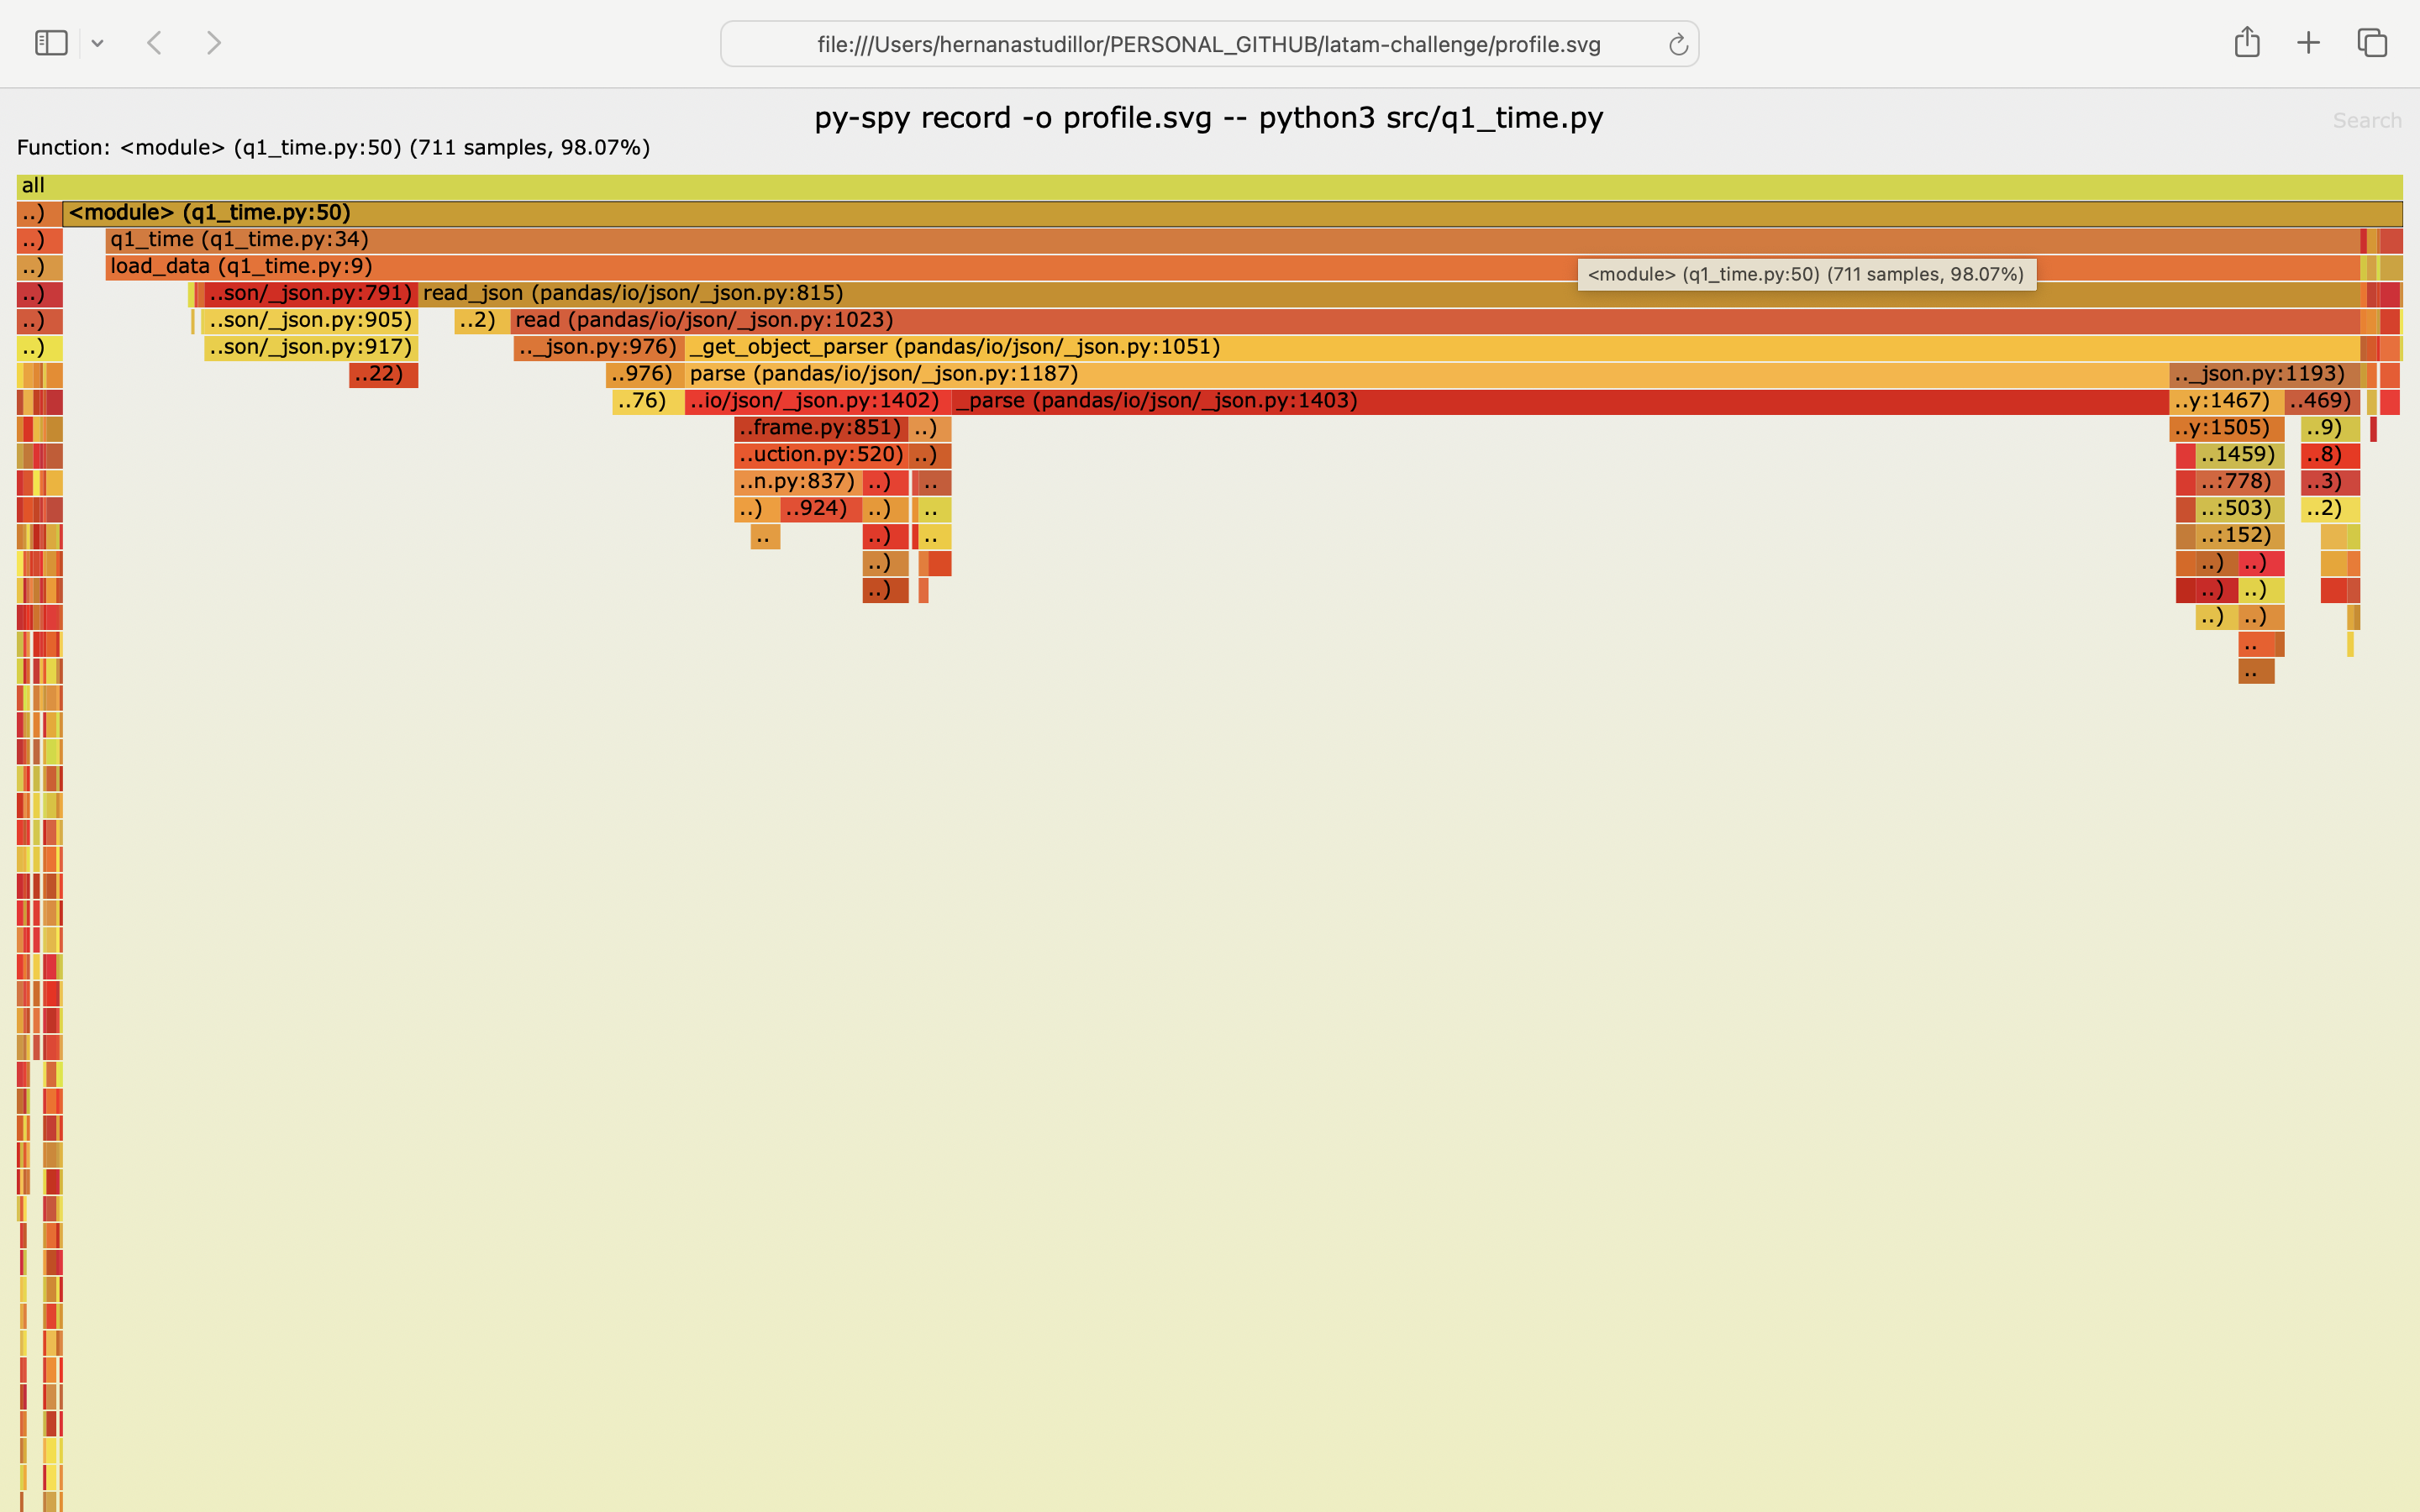 file:///Users/hernanastudillor/PERSONAL_GITHUB/latam-challenge/profile.svg
py-spy record -o profile.svg -- python3 src/q1_time.py
Search
Function: <module> (q1_time.py:50) (711 samples, 98.07%)
all
..) <module> (q1_time.py:50)
..) q1_time (q1_time.py:34)
..) load_data (q1_time.py:9)
<module> (q1_time.py:50) (711 samples, 98.07%)
..) ..son/_json.py:791) read_json (pandas/io/json/_json.py:815)
..) ..son/_json.py:905) ..2) read (pandas/io/json/_json.py:1023)
..) ..son/_json.py:917) .._json.py:976) _get_object_parser (pandas/io/json/_json.py:1051)
..22) ..976) parse (pandas/io/json/_json.py:1187) .._json.py:1193)
..76) ..io/json/_json.py:1402) _parse (pandas/io/json/_json.py:1403) ..y:1467) ..469)
..frame.py:851) ..) ..y:1505) ..9)
..uction.py:520) ..) ..1459) ..8)
..n.py:837) ..) .. ..:778) ..3)
..) ..924) ..) .. ..:503) ..2)
.. ..) .. ..:152)
..) ..) ..)
..) ..) ..)
..) ..)
..
..